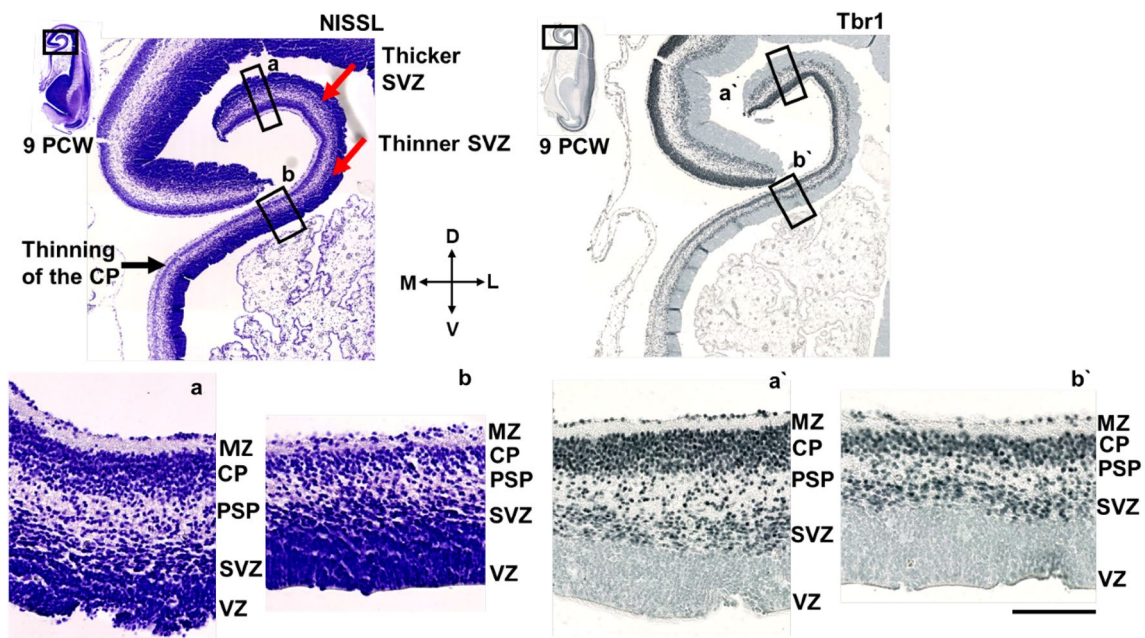 NISSL
Tbr1
a
Thicker
SVZ
a`
9 PCW
Thinner SVZ
9 PCW
b
b`
Thinning
of the CP
D
M
L
V
a
b
a`
b`
MZ
CP
PSP
SVZ
VZ
MZ
CP
PSP
SVZ
VZ
MZ
CP
PSP
SVZ
VZ
MZ
CP
PSP
SVZ
VZ